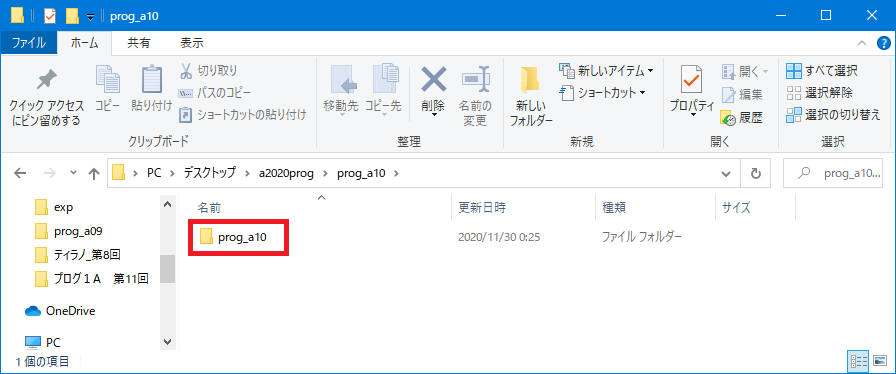 prog_a10
ファイル ホーム 共有 表示
クイック アクセスにピン留めする
コピー
貼り付け
切り取り
パスのコピー
ショートカットの貼り付け
クリップボード
移動先
コピー先
削除
名前の変更
整理
新しいフォルダー
新しいアイテム
ショートカット
新規
プロパティ
開く
編集
履歴
開く
すべて選択
選択解除
選択の切り替え
選択
PC > デスクトップ > a2020prog > prog_a10 >
prog_a10...
名前 更新日時 種類 サイズ
prog_a10 2020/11/30 0:25 ファイル フォルダー
exp
prog_a09
ティラノ_第8回
プログ1A 第11回
OneDrive
PC
1 個の項目